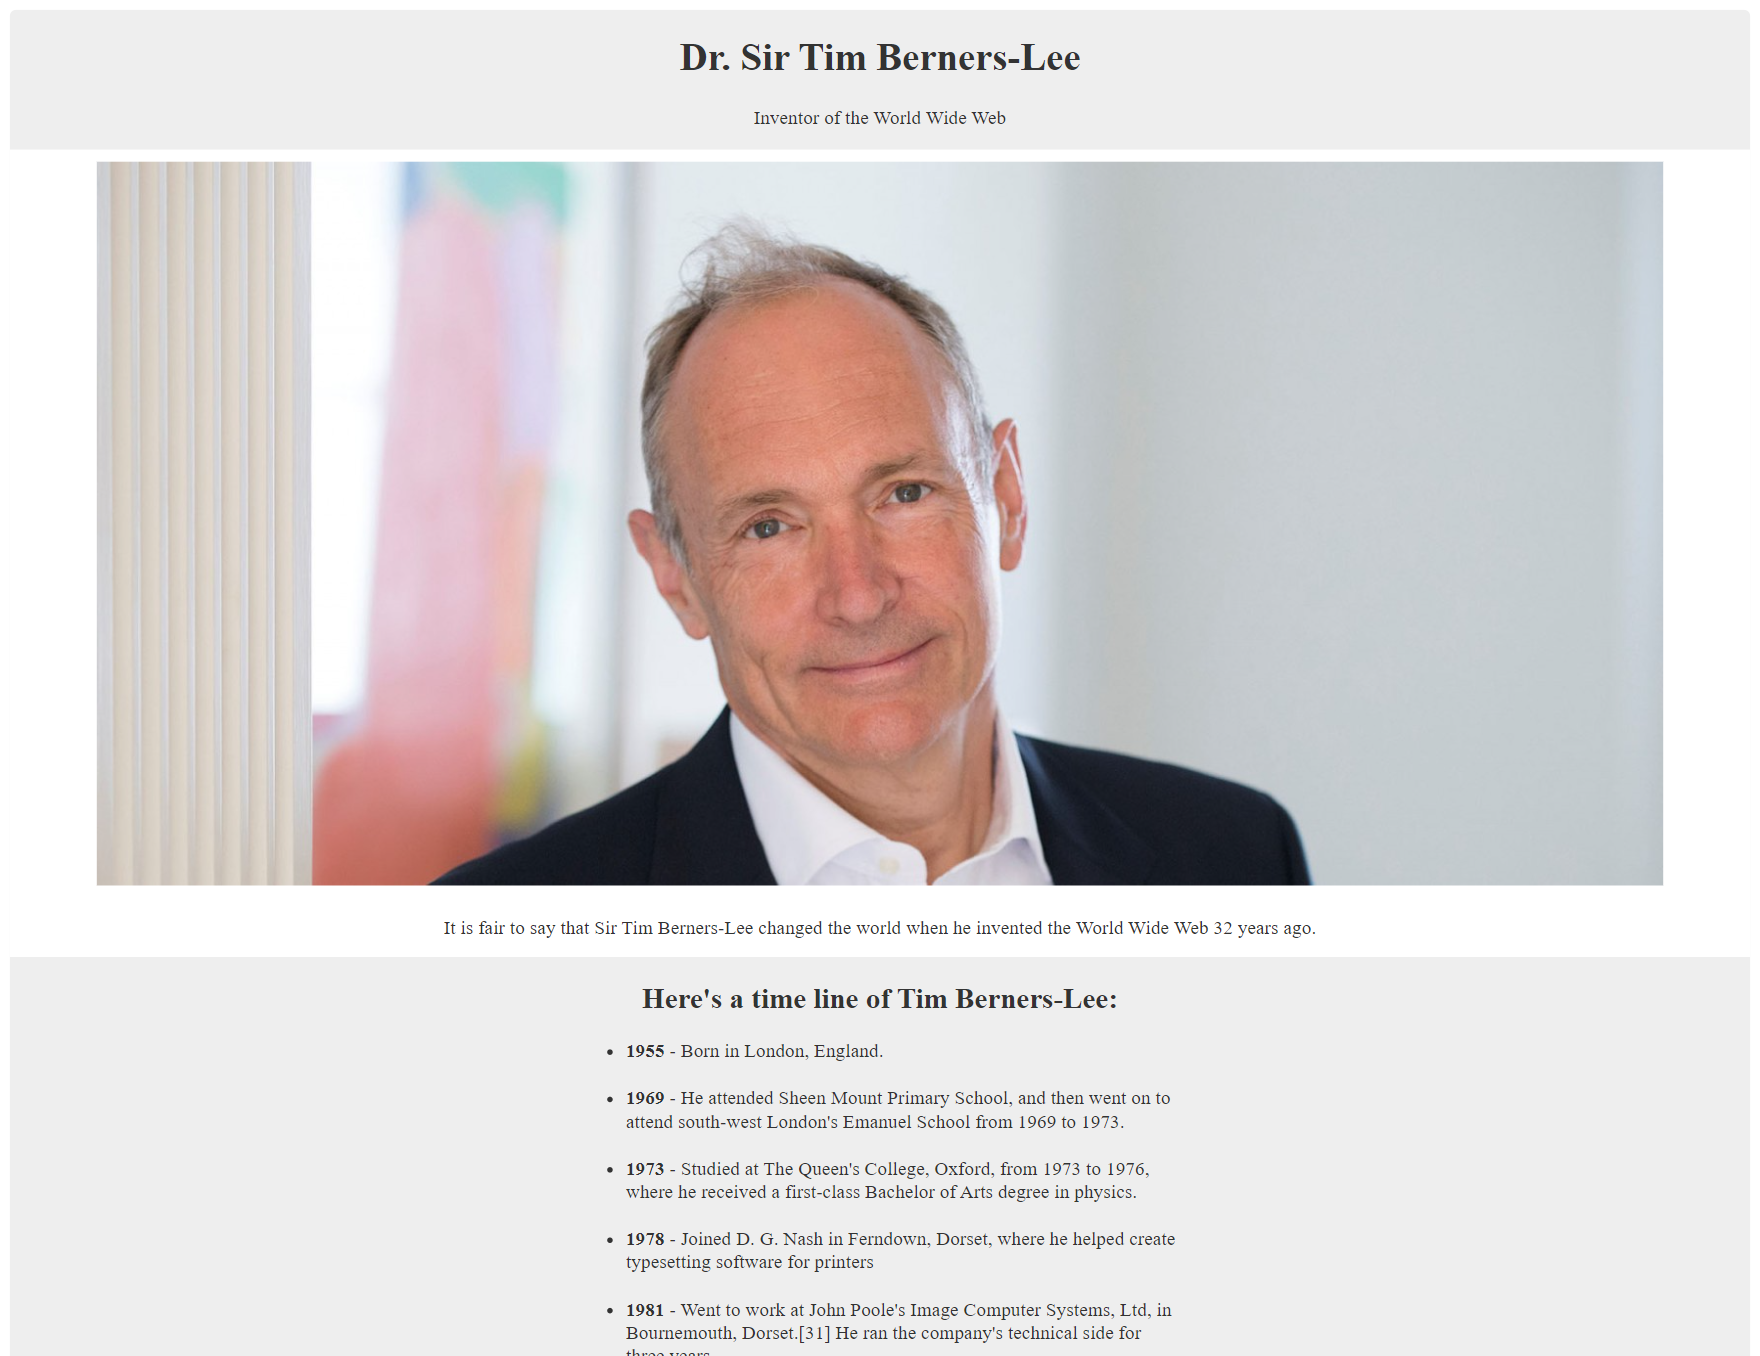 Dr. Sir Tim Berners-Lee
Inventor of the World Wide Web
It is fair to say that Sir Tim Berners-Lee changed the world when he invented the World Wide Web 32 years ago.
Here's a time line of Tim Berners-Lee:
• 1955 - Born in London, England.
• 1969 - He attended Sheen Mount Primary School, and then went on to
attend south-west London's Emanuel School from 1969 to 1973.
• 1973 - Studied at The Queen's College, Oxford, from 1973 to 1976,
where he received a first-class Bachelor of Arts degree in physics.
• 1978 - Joined D. G. Nash in Ferndown, Dorset, where he helped create
typesetting software for printers
• 1981 - Went to work at John Poole's Image Computer Systems, Ltd, in
Bournemouth, Dorset.[31] He ran the company's technical side for
three years